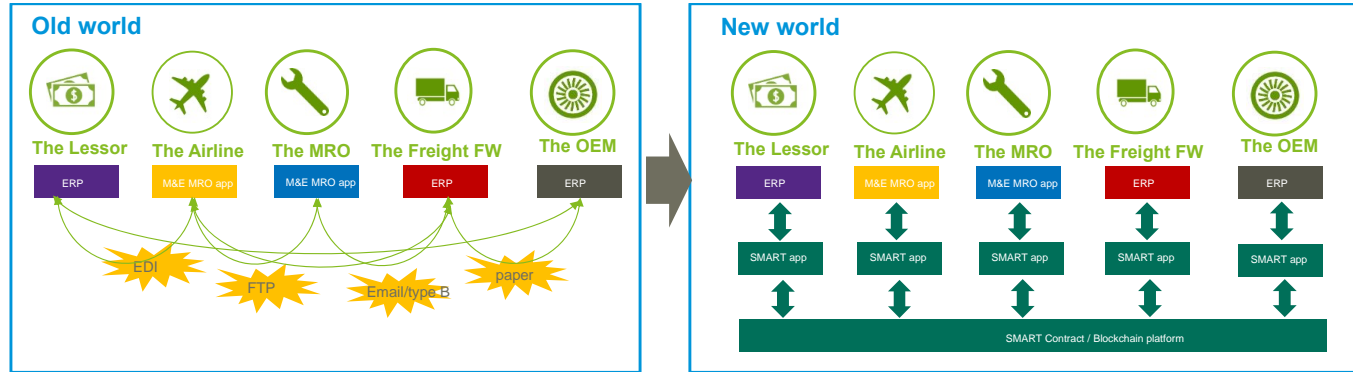 Old world
The Lessor
The Airline
The MRO
The Freight FW
The OEM
ERP
M&E MRO app
M&E MRO app
ERP
ERP
EDI
FTP
Email/type B
paper
New world
The Lessor
The Airline
The MRO
The Freight FW
The OEM
ERP
M&E MRO app
M&E MRO app
ERP
ERP
SMART app
SMART app
SMART app
SMART app
SMART app
SMART Contract / Blockchain platform